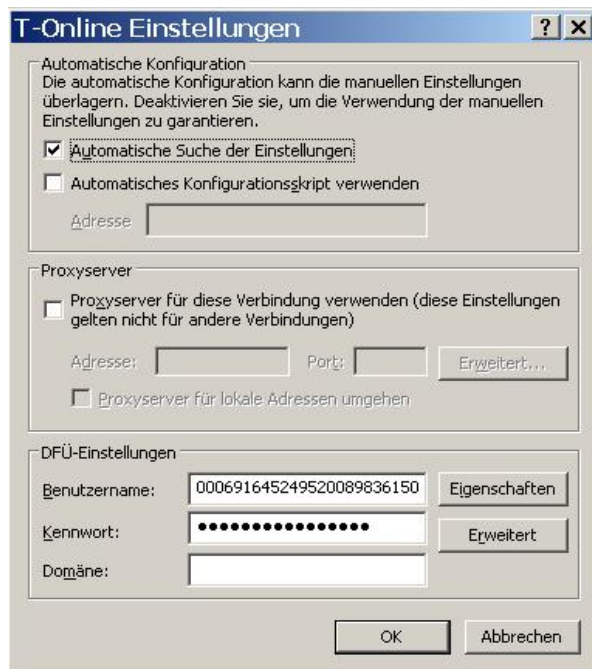 T-Online Einstellungen
Automatische Konfiguration
Die automatische Konfiguration kann die manuellen Einstellungen
überlagern. Deaktivieren Sie sie, um die Verwendung der manuellen
Einstellungen zu garantieren.
Automatische Suche der Einstellungen
Automatisches Konfigurationsskript verwenden
Adresse
Proxyserver
Proxyserver für diese Verbindung verwenden (diese Einstellungen
gelten nicht für andere Verbindungen)
Adresse: Port: Erweitert...
Proxyserver für lokale Adressen umgehen
DFÜ-Einstellungen
Benutzername: 000691645249520089836150 Eigenschaften
Kennwort: ●●●●●●●●●●●●●●●● Erweitert
Domäne:
OK Abbrechen